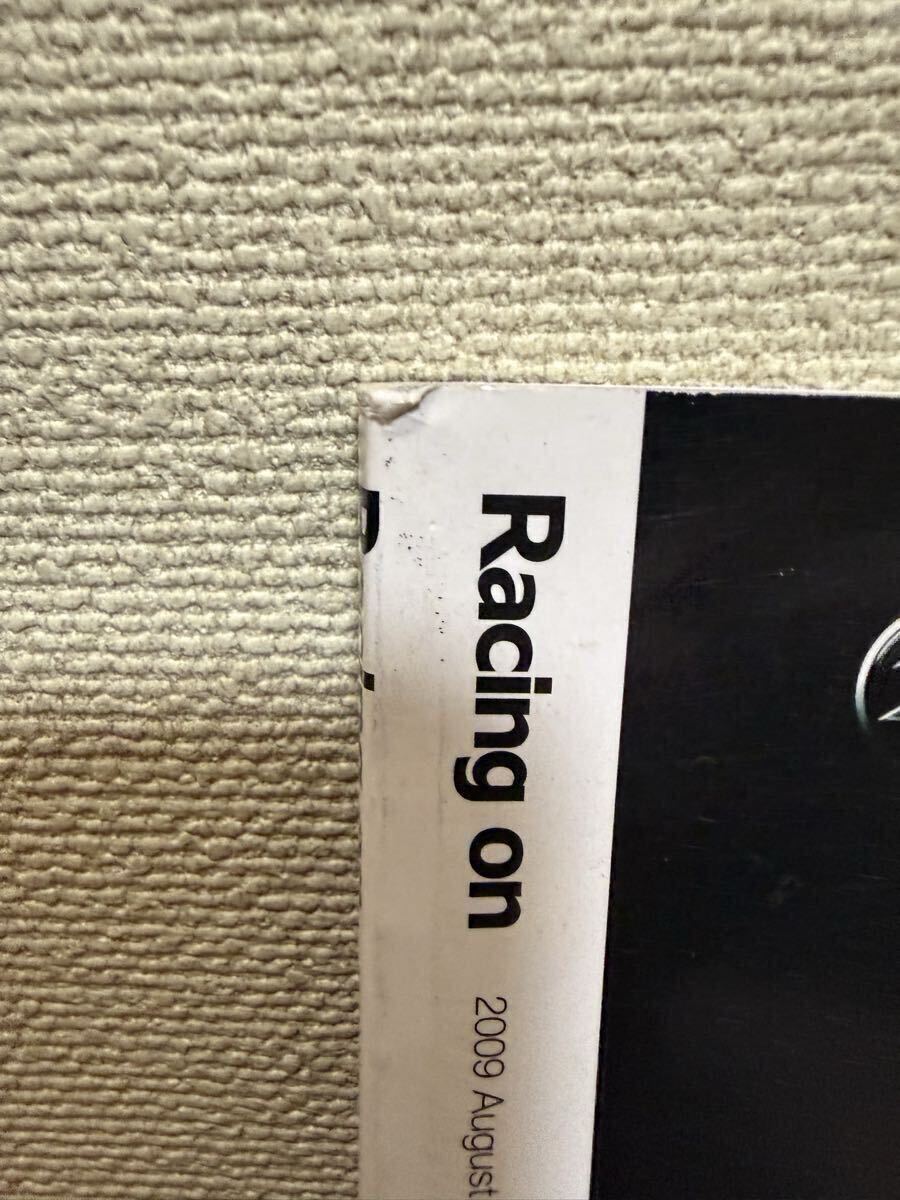 Racing on
2009 August